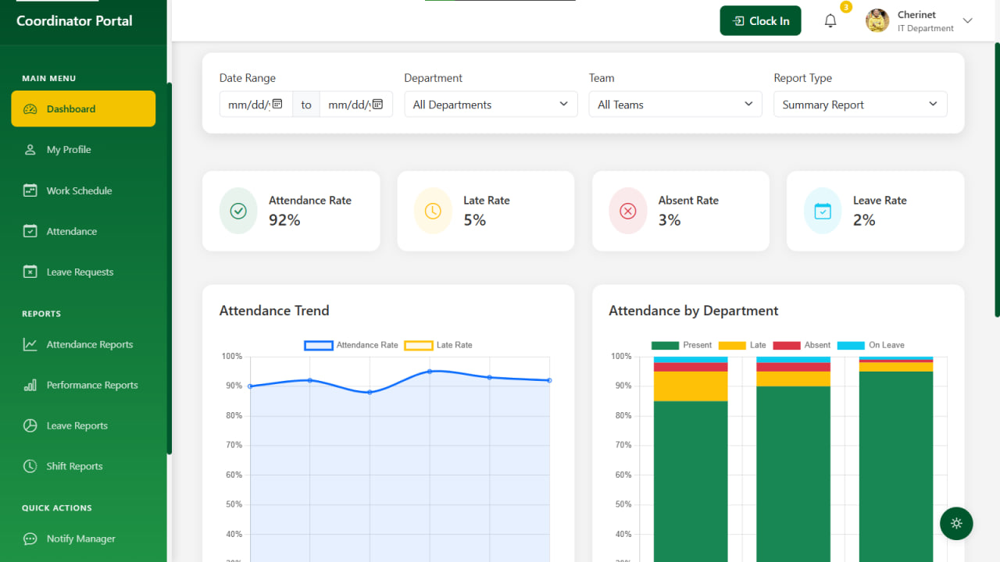 Coordinator Portal
MAIN MENU
Dashboard
My Profile
Work Schedule
Attendance
Leave Requests
REPORTS
Attendance Reports
Performance Reports
Leave Reports
Shift Reports
QUICK ACTIONS
Notify Manager
Clock In
3
Cherinet
IT Department
Date Range
mm/dd/ to mm/dd/
Department
All Departments
Team
All Teams
Report Type
Summary Report
Attendance Rate
92%
Late Rate
5%
Absent Rate
3%
Leave Rate
2%
Attendance Trend
Attendance Rate Late Rate
100%
90%
80%
70%
60%
50%
40%
Attendance by Department
Present Late Absent On Leave
100%
90%
80%
70%
60%
50%
40%